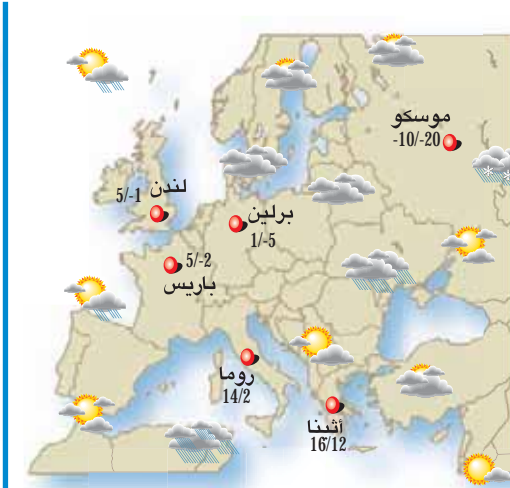 موسكو
-10/-20
لندن
5/-1
برلين
1/-5
5/-2
باريس
روما
14/2
أثينا
16/12